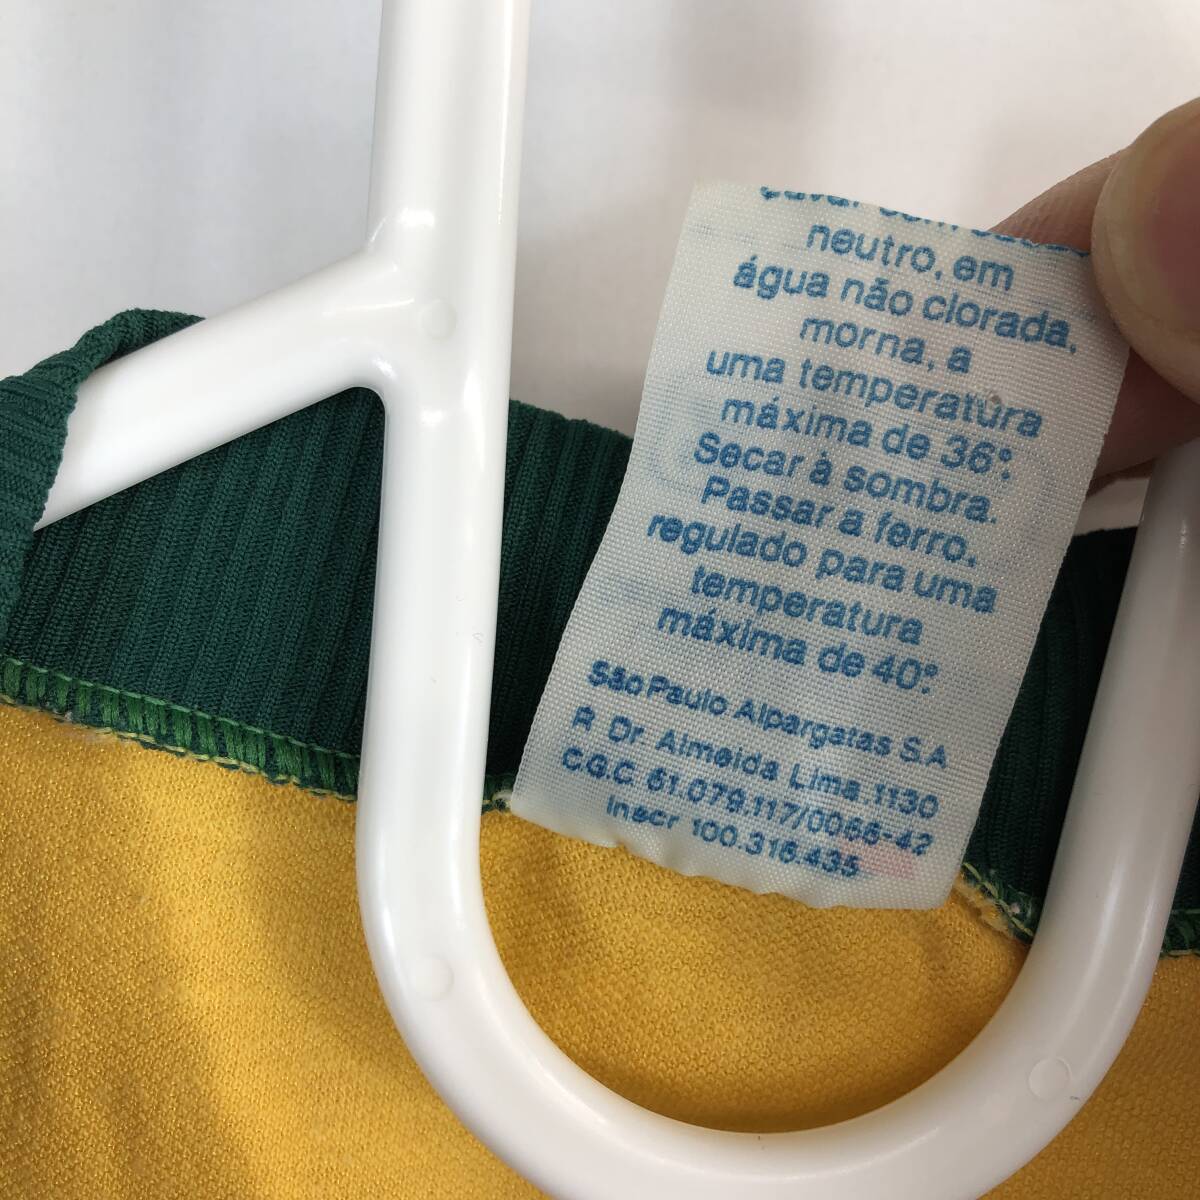 neutro, em
água não clorada,
morna, a
uma temperatura
máxima de 36°.
Secar à sombra.
Passar a ferro,
regulado para uma
temperatura
máxima de 40°.
São Paulo Alpargatas S.A
R Dr. Almeida Lima, 1130
C.G.C. 61.079.117/0066-42
Inscr 100.316.435